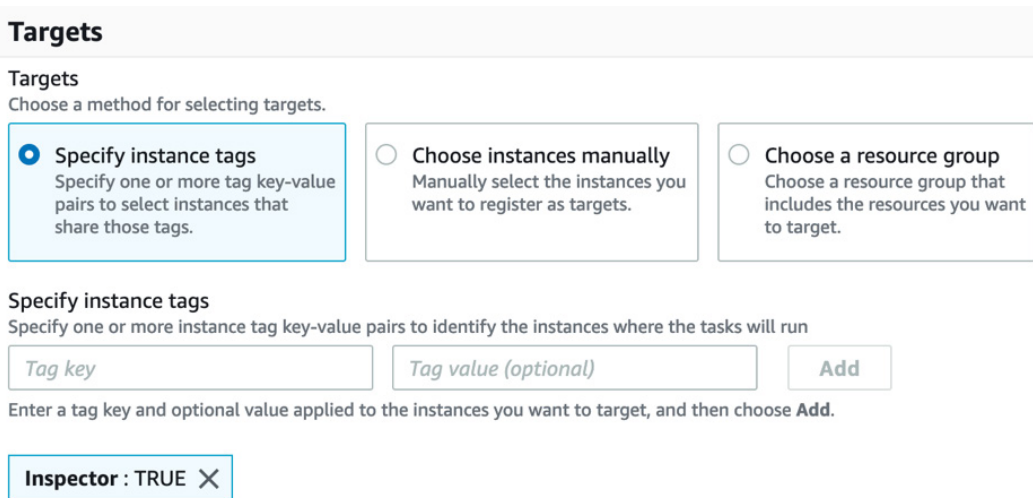 Targets
Targets
Choose a method for selecting targets.
Specify instance tags
Specify one or more tag key-value
pairs to select instances that
share those tags.
Choose instances manually
Manually select the instances you
want to register as targets.
Choose a resource group
Choose a resource group that
includes the resources you want
to target.
Specify instance tags
Specify one or more instance tag key-value pairs to identify the instances where the tasks will run
Tag key
Tag value (optional)
Add
Enter a tag key and optional value applied to the instances you want to target, and then choose Add.
Inspector : TRUE